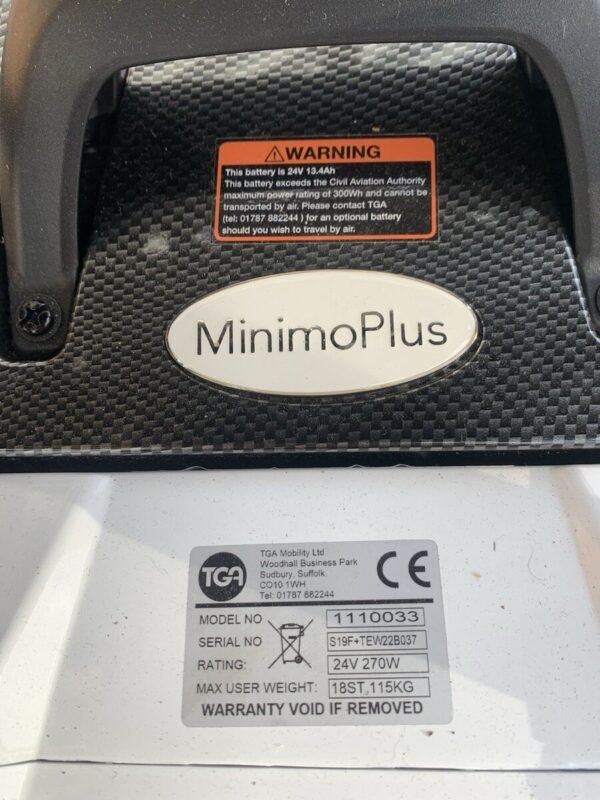 WARNING
This battery is 24V 13.4Ah
This battery exceeds the Civil Aviation Authority
maximum power rating of 300Wh and cannot be
transported by air. Please contact TGA
(tel: 01787 882244 ) for an optional battery
should you wish to travel by air.
MinimoPlus
TGA
TGA Mobility Ltd
Woodhall Business Park
Sudbury, Suffolk.
CO10 1WH
Tel: 01787 882244
CE
MODEL NO 1110033
SERIAL NO S19F+TEW22B037
RATING: 24V 270W
MAX USER WEIGHT: 18ST,115KG
WARRANTY VOID IF REMOVED